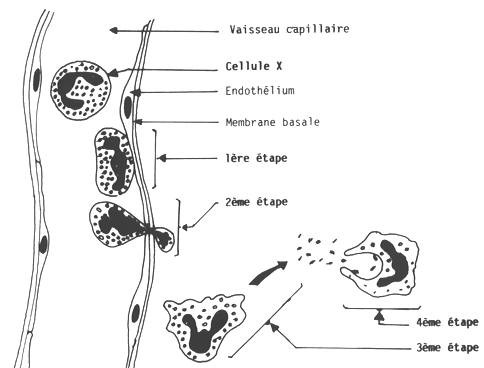 Vaisseau capillaire
Cellule X
Endothélium
Membrane basale
1ère étape
2ème étape
4ème étape
3ème étape